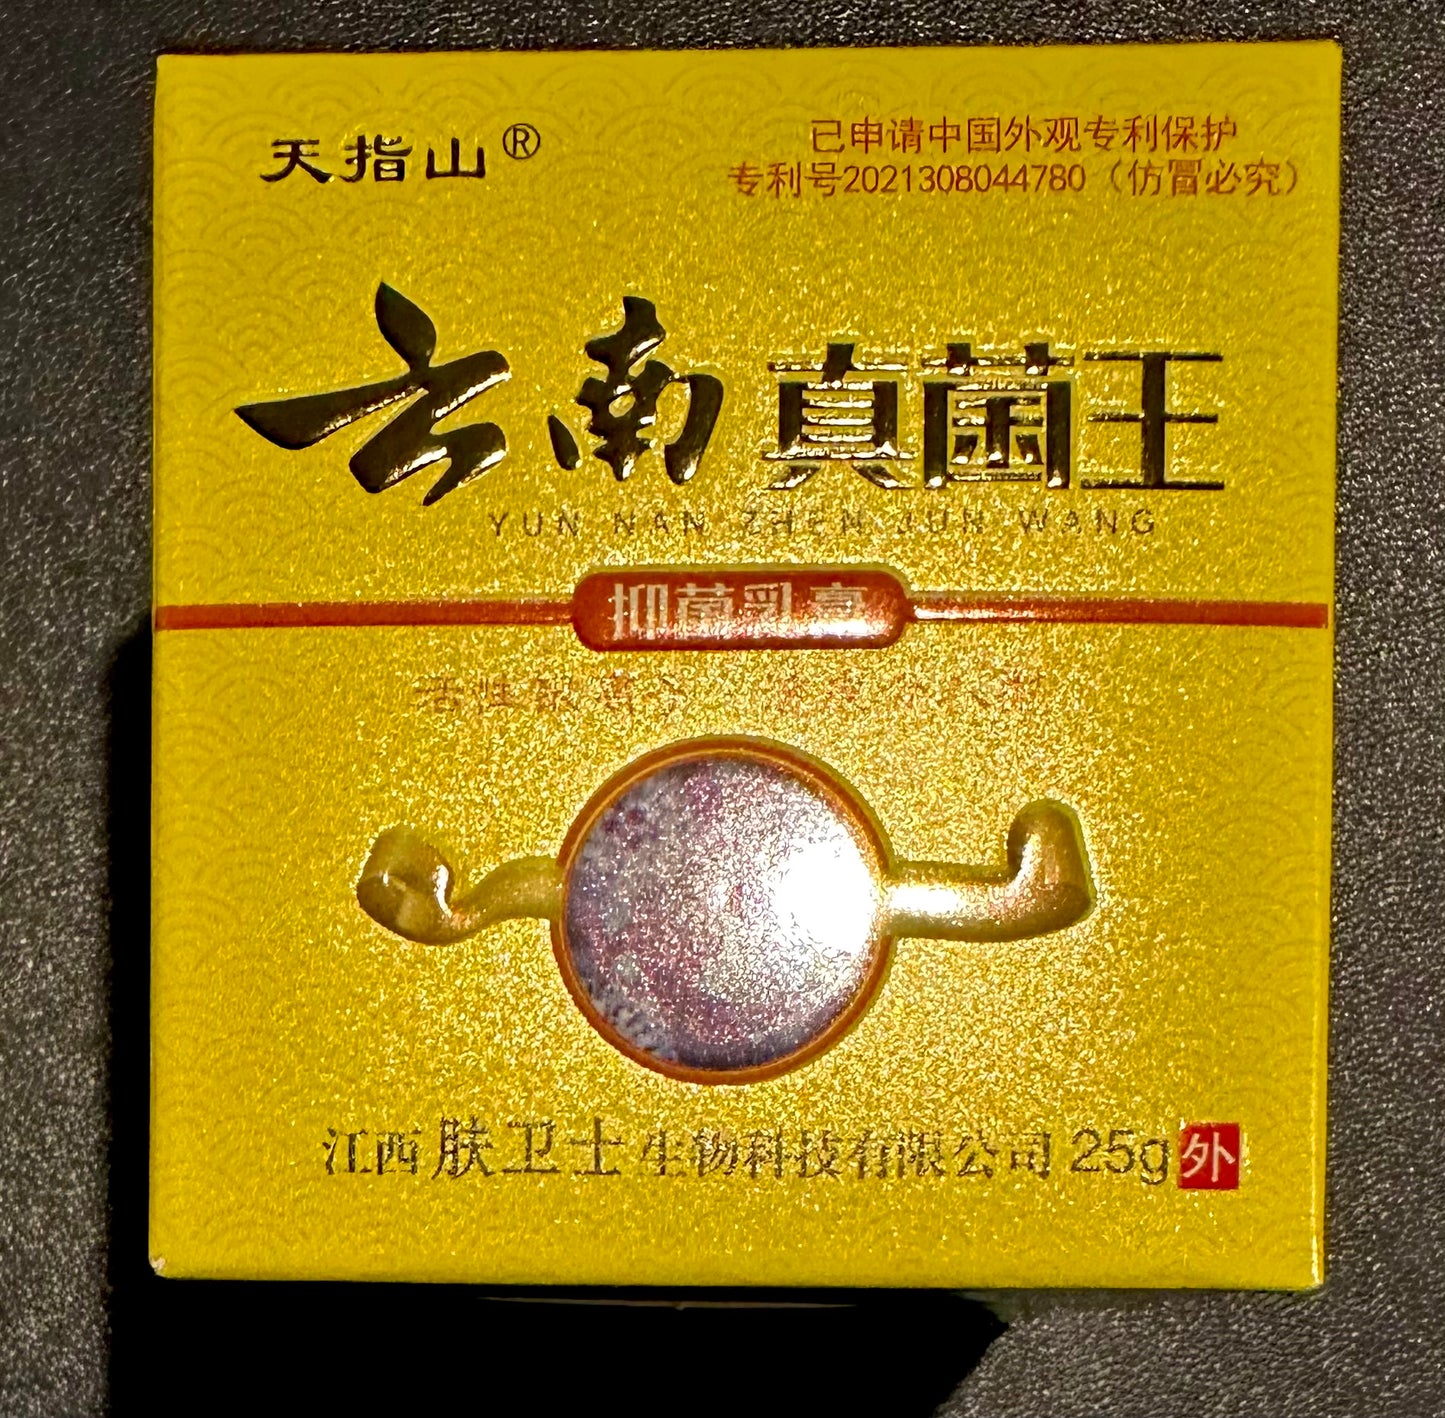 天指山®
已申请中国外观专利保护
专利号2021308044780（仿冒必究）
云南真菌王
YUN NAN ZHEN JUN WANG
抑菌乳膏
活性
江西肤卫士生物科技有限公司 25g 外